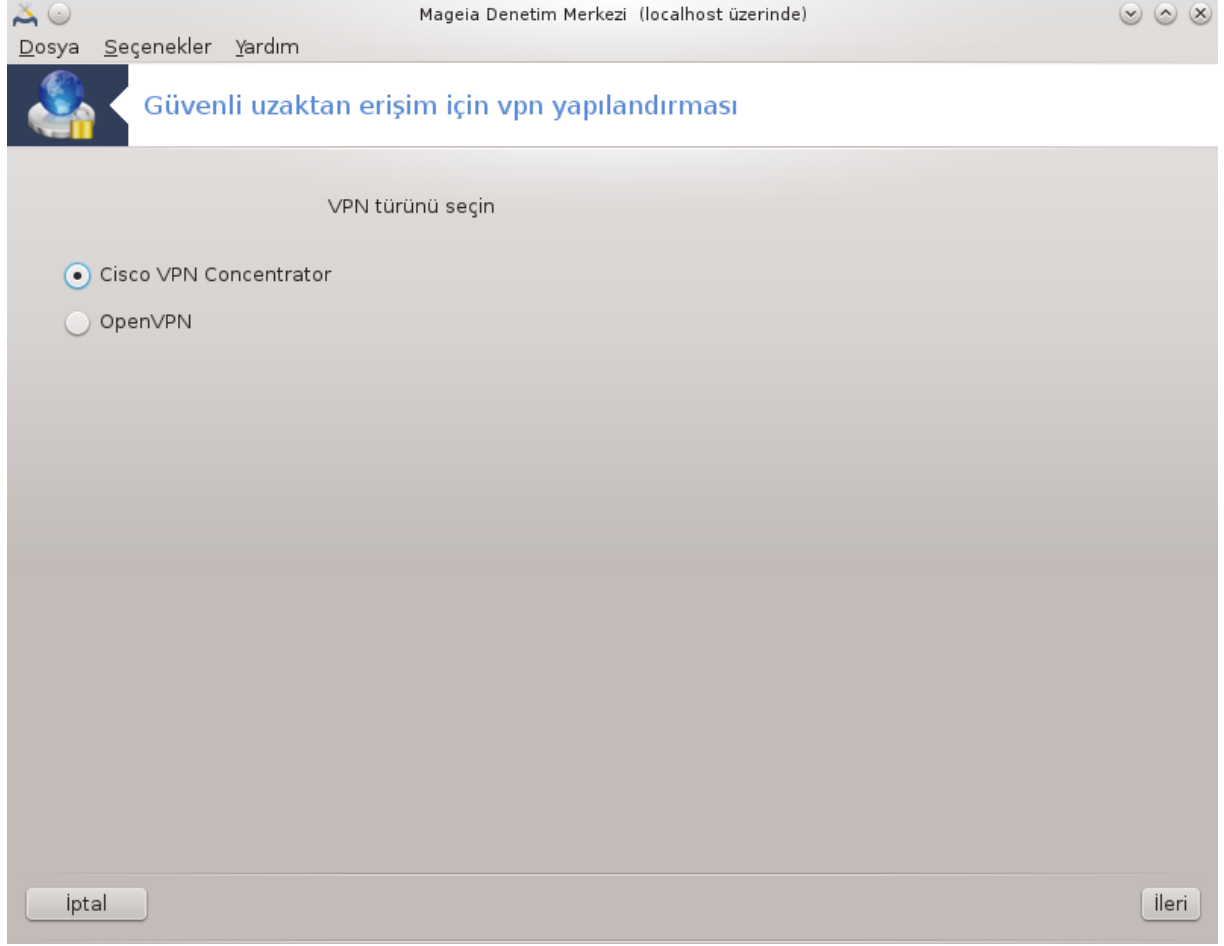 Mageia Denetim Merkezi (localhost üzerinde)
Dosya Seçenekler Yardım
Güvenli uzaktan erişim için vpn yapılandırması
VPN türünü seçin
Cisco VPN Concentrator
OpenVPN
İptal İleri